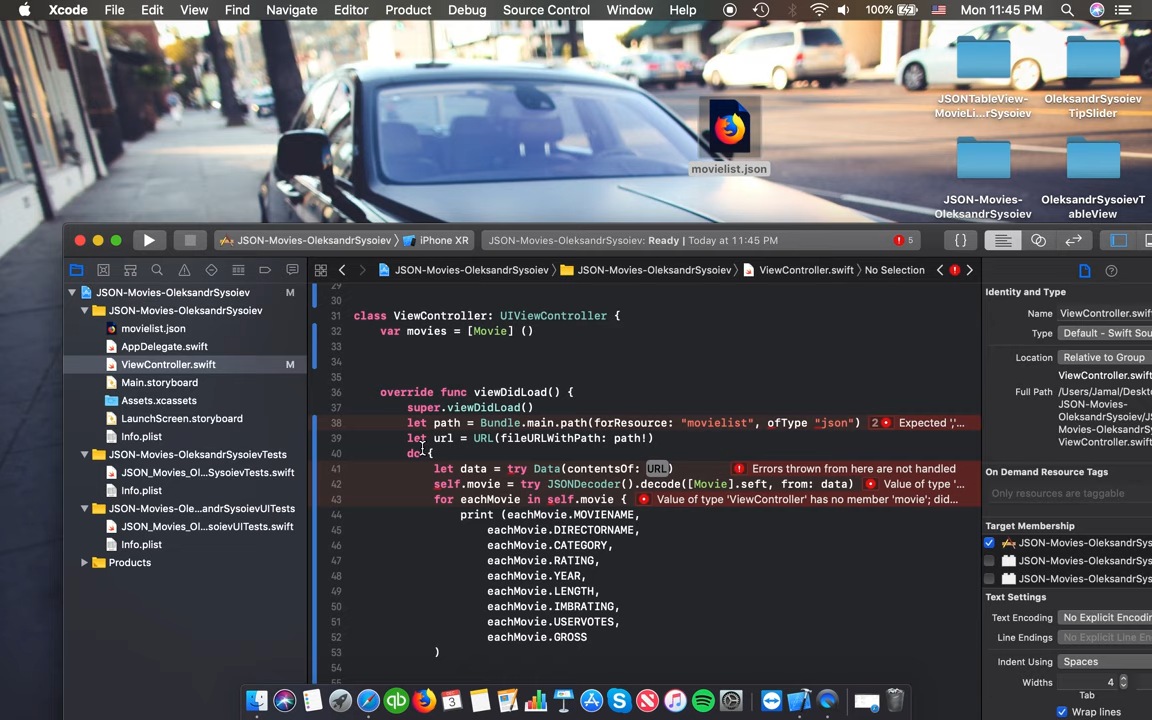 Xcode File Edit View Find Navigate Editor Product Debug Source Control Window Help 100% Mon 11:45 PM
JSONTableView-MovieLi...rSysoiev
OleksandrSysoiev TipSlider
movielist.json
JSON-Movies-OleksandrSysoiev
OleksandrSysoievTableView
JSON-Movies-OleksandrSysoiev 〉 iPhone XR
JSON-Movies-OleksandrSysoiev: Ready | Today at 11:45 PM
5
{}
JSON-Movies-OleksandrSysoiev 〉 JSON-Movies-OleksandrSysoiev 〉 ViewController.swift 〉 No Selection
JSON-Movies-OleksandrSysoiev M
JSON-Movies-OleksandrSysoiev
movielist.json
AppDelegate.swift
ViewController.swift M
Main.storyboard
Assets.xcassets
LaunchScreen.storyboard
Info.plist
JSON-Movies-OleksandrSysoievTests
JSON_Movies_Ol...sandrSysoievTests.swift
Info.plist
JSON-Movies-Ole...andrSysoievUITests
JSON_Movies_Ol...soievUITests.swift
Info.plist
Products
29
30
31 class ViewController: UIViewController {
32 var movies = [Movie] ()
33
34
35
36 override func viewDidLoad() {
37 super.viewDidLoad()
38 let path = Bundle.main.path(forResource: "movielist", ofType "json") 2 Expected ','...
39 let url = URL(fileURLWithPath: path!)
40 do {
41 let data = try Data(contentsOf: URL) Errors thrown from here are not handled
42 self.movie = try JSONDecoder().decode([Movie].seft, from: data) Value of type '...
43 for eachMovie in self.movie { Value of type 'ViewController' has no member 'movie'; did...
44 print (eachMovie.MOVIENAME,
45 eachMovie.DIRECTORNAME,
46 eachMovie.CATEGORY,
47 eachMovie.RATING,
48 eachMovie.YEAR,
49 eachMovie.LENGTH,
50 eachMovie.IMBRATING,
51 eachMovie.USERVOTES,
52 eachMovie.GROSS
53 )
54
55
Identity and Type
Name ViewController.swift
Type Default - Swift Sou
Location Relative to Group
ViewController.swift
Full Path /Users/Jamal/Deskto
OleksandrSysoiev/J
Movies-
OleksandrSysoiev/
ViewController.swift
On Demand Resource Tags
Only resources are taggable
Target Membership
JSON-Movies-OleksandrSys
JSON-Movies-OleksandrSys
JSON-Movies-OleksandrSys
Text Settings
Text Encoding No Explicit Encodin
Line Endings No Explicit Line En
Indent Using Spaces
Widths 4
Tab
Wrap lines
3
qb